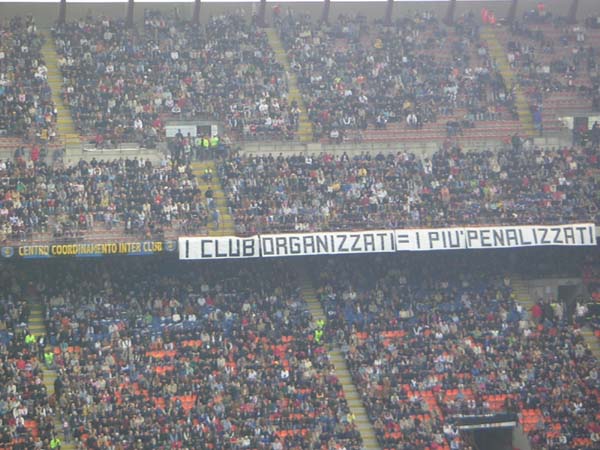 CENTRO COORDINAMENTO INTER CLUB
I CLUB ORGANIZZATI = I PIU' PENALIZZATI